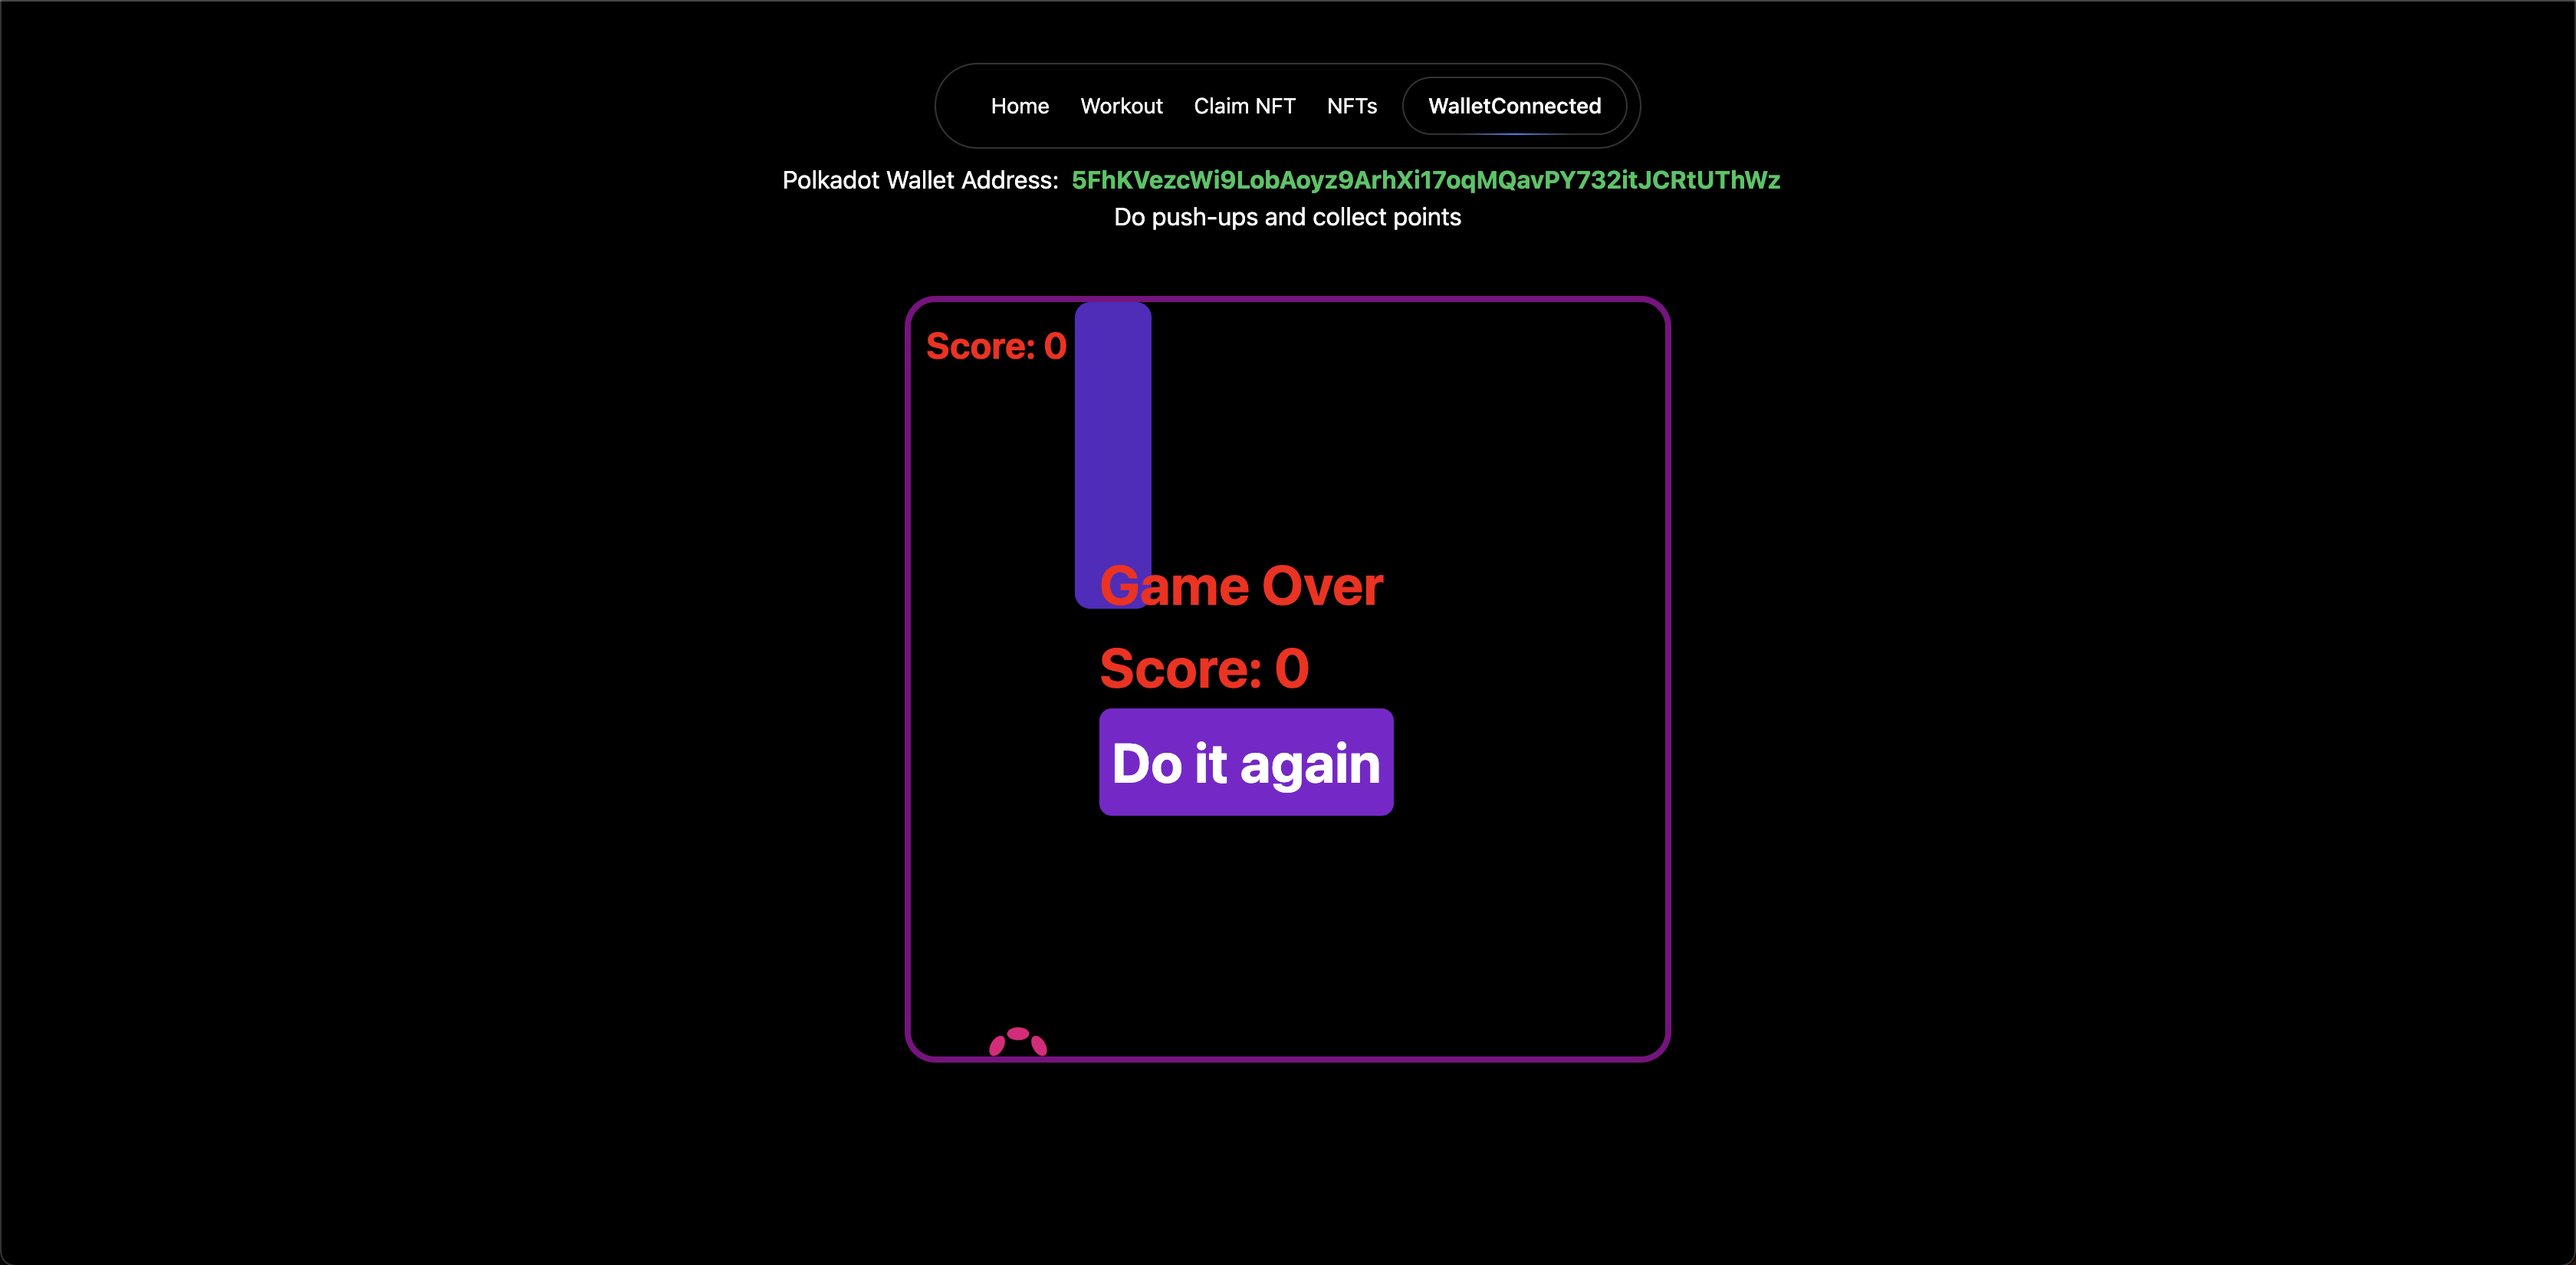 Home Workout Claim NFT NFTs WalletConnected
Polkadot Wallet Address: 5FhKVezcWi9LobAoyz9ArhXi17oqMQavPY732itJCRtUThWz
Do push-ups and collect points
Score: 0
Game Over
Score: 0
Do it again